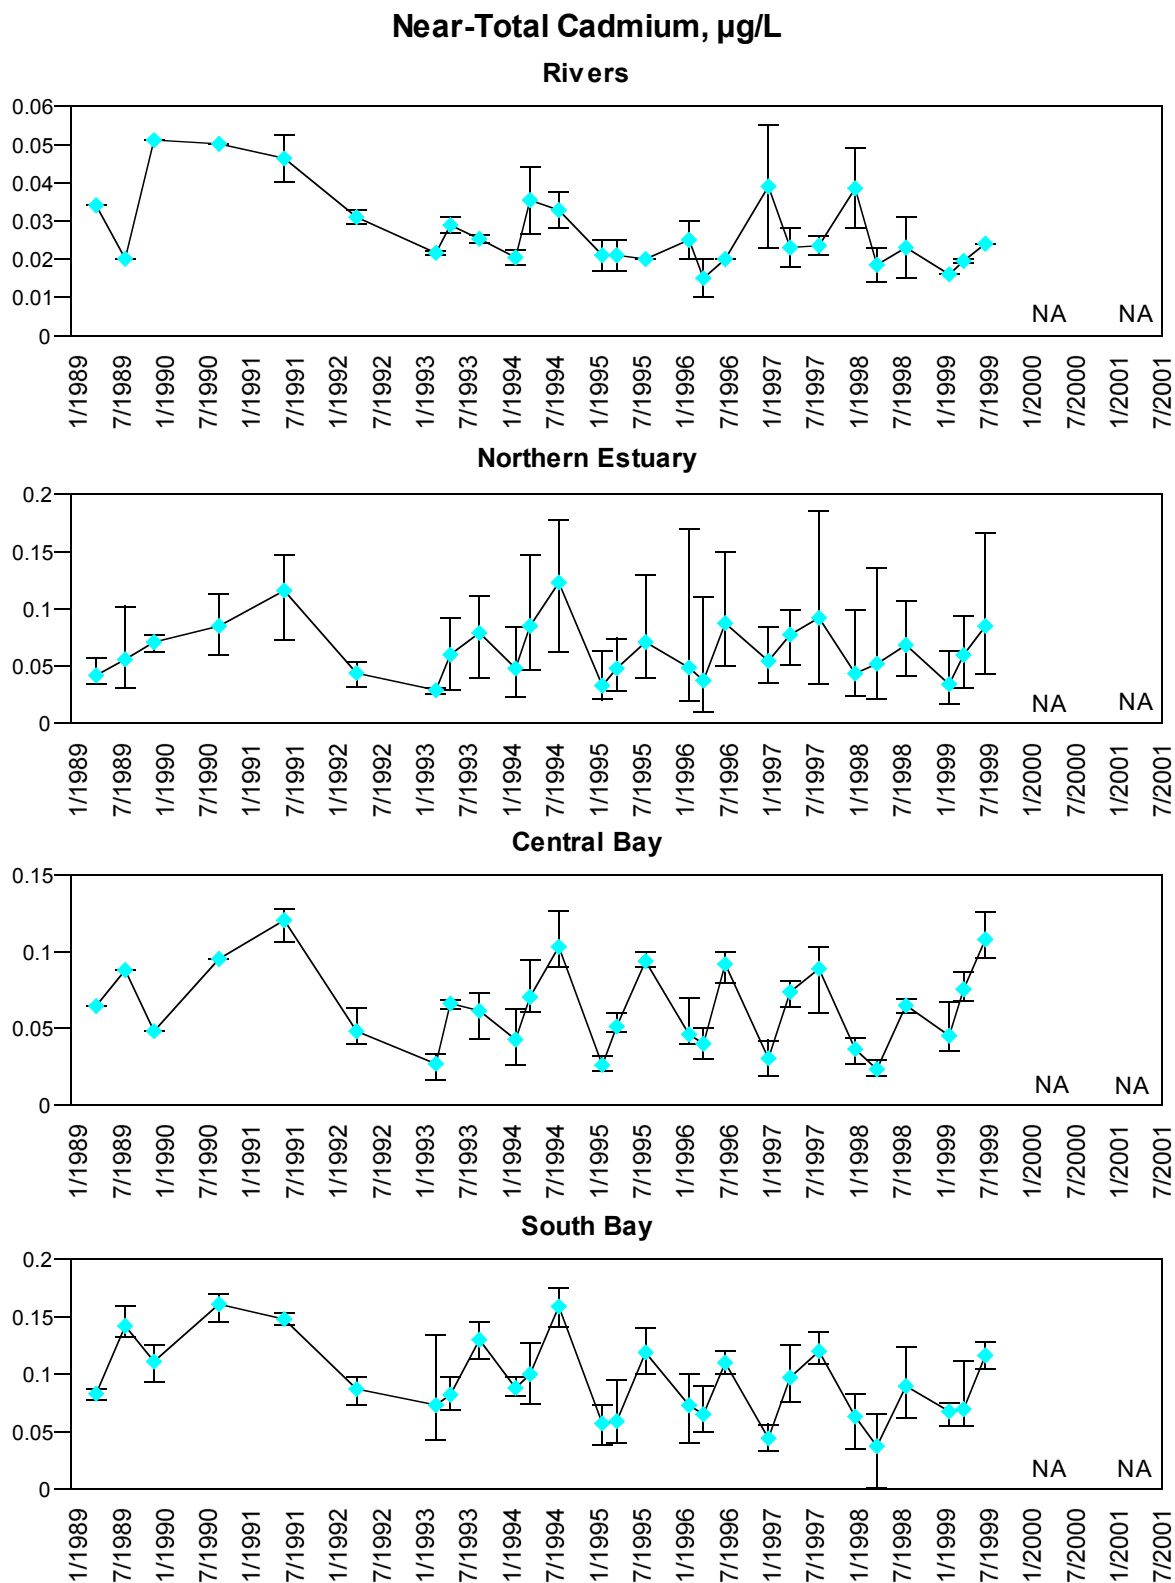 Near-Total Cadmium, µg/L
Rivers
0.06
0.05
0.04
0.03
0.02
0.01
0
NA NA
1/1989 7/1989 1/1990 7/1990 1/1991 7/1991 1/1992 7/1992 1/1993 7/1993 1/1994 7/1994 1/1995 7/1995 1/1996 7/1996 1/1997 7/1997 1/1998 7/1998 1/1999 7/1999 1/2000 7/2000 1/2001 7/2001
Northern Estuary
0.2
0.15
0.1
0.05
0
NA NA
1/1989 7/1989 1/1990 7/1990 1/1991 7/1991 1/1992 7/1992 1/1993 7/1993 1/1994 7/1994 1/1995 7/1995 1/1996 7/1996 1/1997 7/1997 1/1998 7/1998 1/1999 7/1999 1/2000 7/2000 1/2001 7/2001
Central Bay
0.15
0.1
0.05
0
NA NA
1/1989 7/1989 1/1990 7/1990 1/1991 7/1991 1/1992 7/1992 1/1993 7/1993 1/1994 7/1994 1/1995 7/1995 1/1996 7/1996 1/1997 7/1997 1/1998 7/1998 1/1999 7/1999 1/2000 7/2000 1/2001 7/2001
South Bay
0.2
0.15
0.1
0.05
0
NA NA
1/1989 7/1989 1/1990 7/1990 1/1991 7/1991 1/1992 7/1992 1/1993 7/1993 1/1994 7/1994 1/1995 7/1995 1/1996 7/1996 1/1997 7/1997 1/1998 7/1998 1/1999 7/1999 1/2000 7/2000 1/2001 7/2001